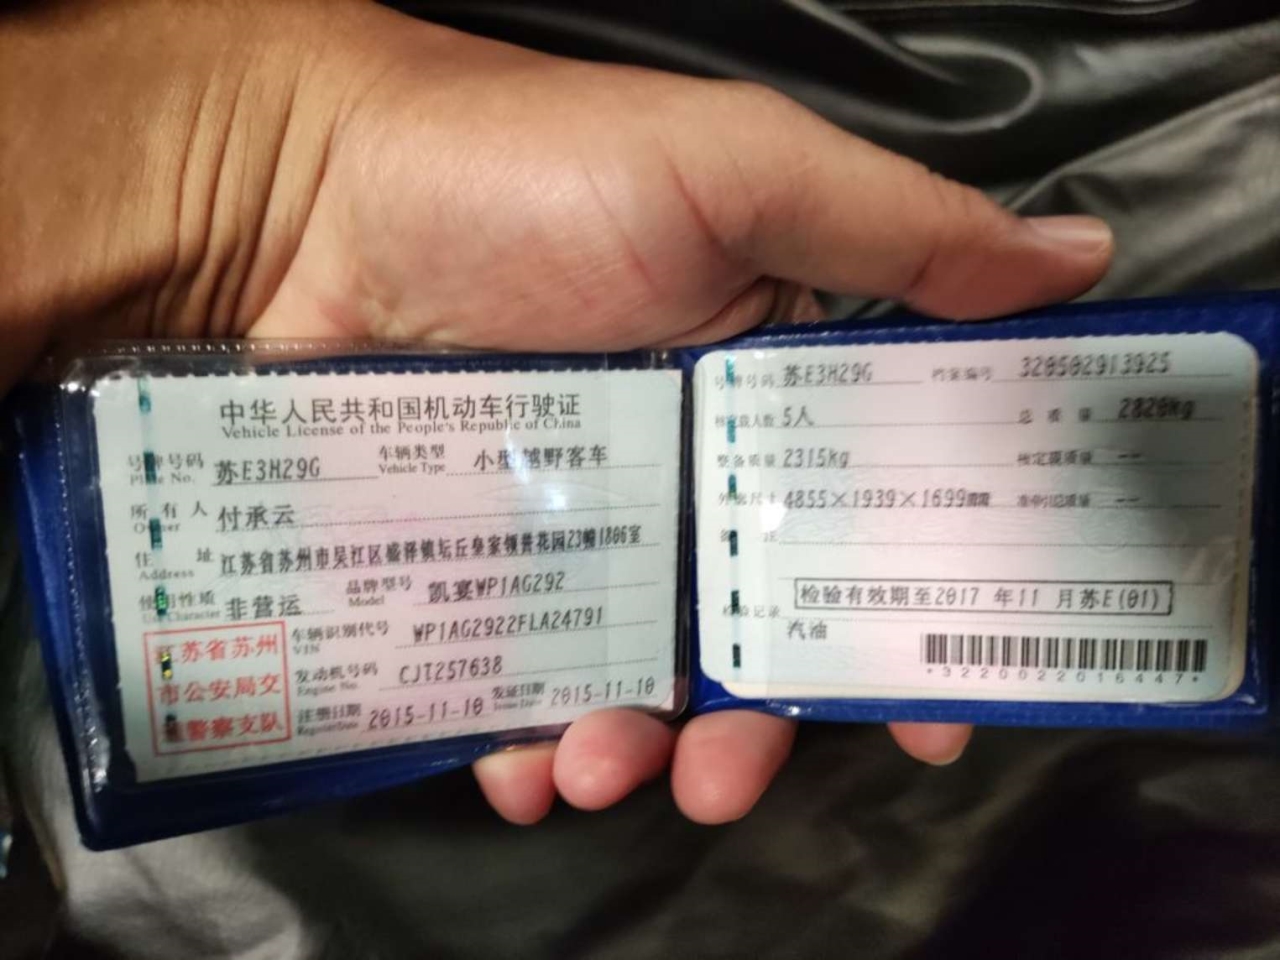 中华人民共和国机动车行驶证
Vehicle License of the People's Republic of China
号牌号码 苏E3H29G 车辆类型 小型越野客车
Plate No. Vehicle Type
所有人 付承云
Owner
住址 江苏省苏州市吴江区盛泽镇坛丘皇家领誉花园23幢1806室
Address
使用性质 非营运 品牌型号 凯宴WP1AG292
Use Character Model
车辆识别代号 WP1AG2922FLA24791
VIN
发动机号码 CJT257638
Engine No.
注册日期 2015-11-10 发证日期 2015-11-10
Register Date Issue Date
江苏省苏州
市公安局交
通警察支队
号牌号码 苏E3H29G 档案编号 320502913925
核定载人数 5人 总质量 2820kg
整备质量 2315kg 核定载质量 --
外廓尺寸 4855×1939×1699mm 准牵引总质量 --
备注
检验有效期至2017 年11 月苏E(01)
检验记录
汽油
*3220022016447*